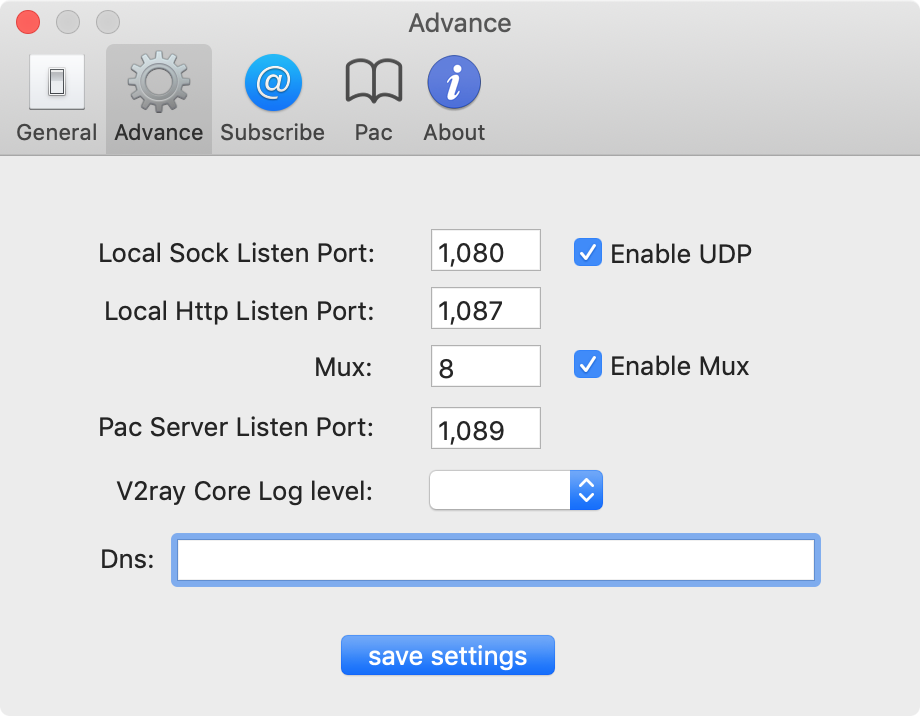 Advance
General Advance Subscribe Pac About
Local Sock Listen Port: 1,080 Enable UDP
Local Http Listen Port: 1,087
Mux: 8 Enable Mux
Pac Server Listen Port: 1,089
V2ray Core Log level:
Dns:
save settings